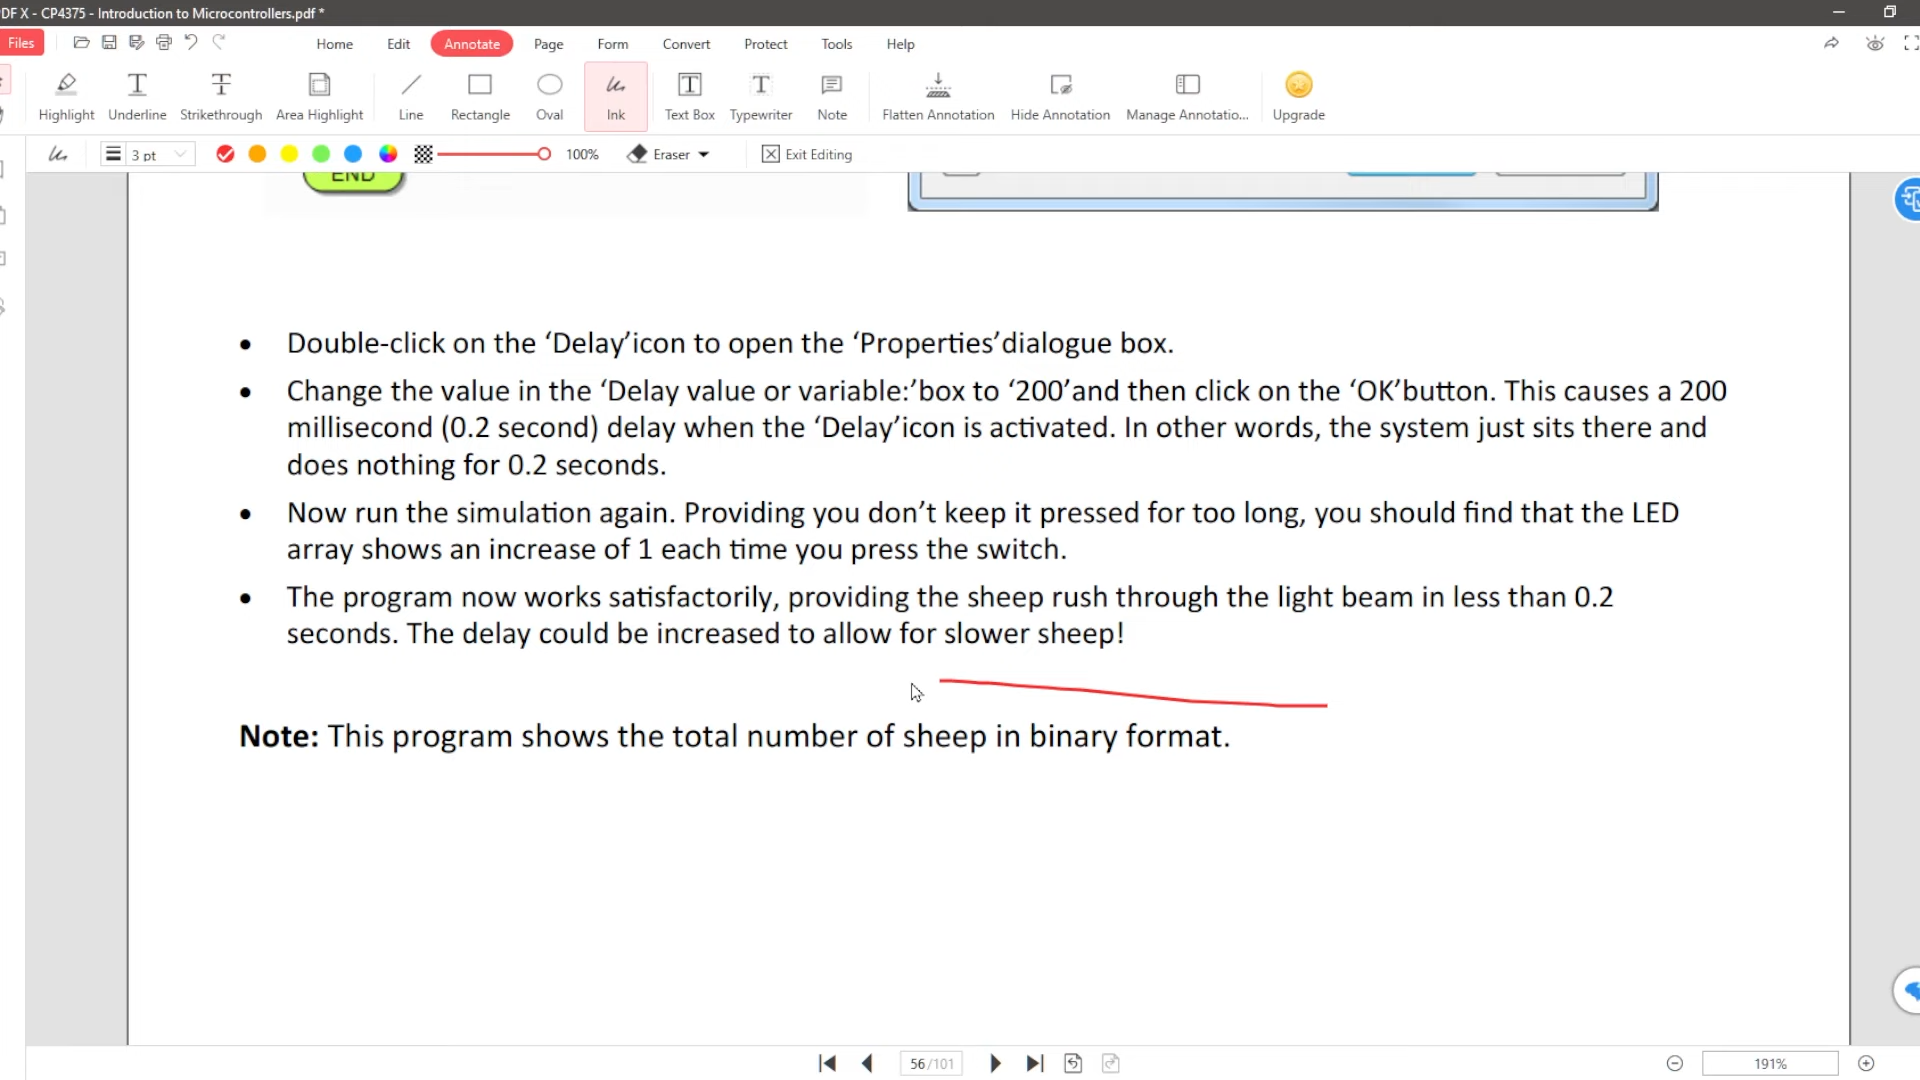 DF X - CP4375 - Introduction to Microcontrollers.pdf *
Files Home Edit Annotate Page Form Convert Protect Tools Help
Highlight Underline Strikethrough Area Highlight Line Rectangle Oval Ink Text Box Typewriter Note Flatten Annotation Hide Annotation Manage Annotatio... Upgrade
3 pt 100% Eraser Exit Editing
END
• Double-click on the ‘Delay’icon to open the ‘Properties’dialogue box.
• Change the value in the ‘Delay value or variable:’box to ‘200’and then click on the ‘OK’button. This causes a 200
millisecond (0.2 second) delay when the ‘Delay’icon is activated. In other words, the system just sits there and
does nothing for 0.2 seconds.
• Now run the simulation again. Providing you don’t keep it pressed for too long, you should find that the LED
array shows an increase of 1 each time you press the switch.
• The program now works satisfactorily, providing the sheep rush through the light beam in less than 0.2
seconds. The delay could be increased to allow for slower sheep!
Note: This program shows the total number of sheep in binary format.
56/101 191%